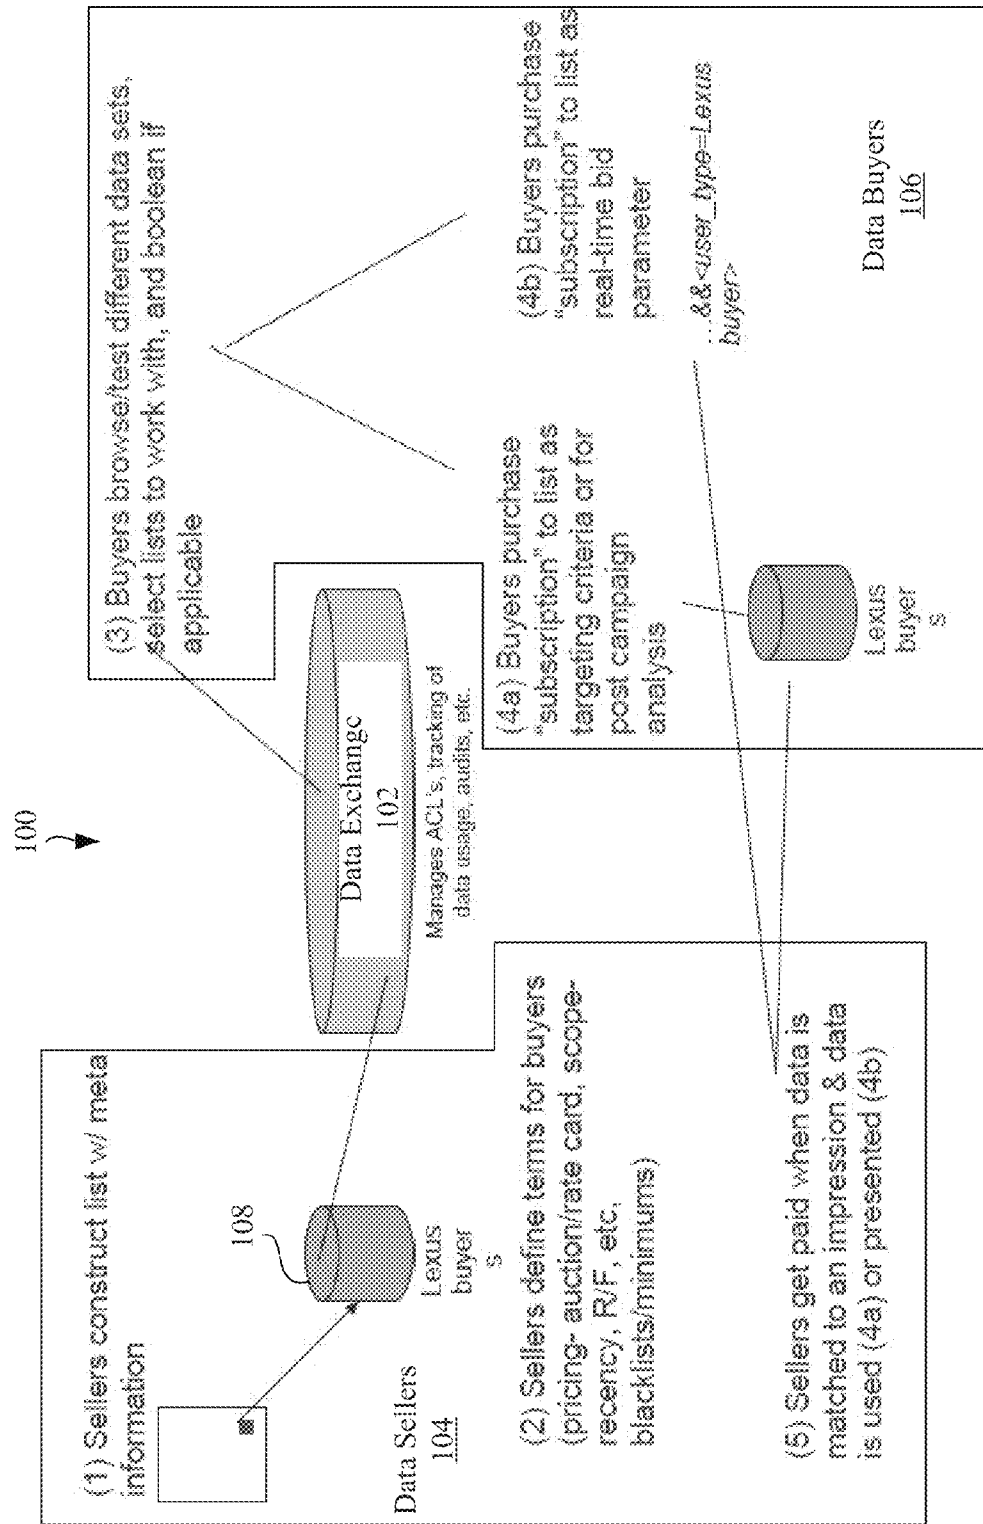 100
(1) Sellers construct list w/ meta
information
108
Lexus
buyer
s
Data Sellers
104
(2) Sellers define terms for buyers
(pricing- auction/rate card, scope-
recency, R/F, etc,
blacklists/minimums)
(5) Sellers get paid when data is
matched to an impression & data
is used (4a) or presented (4b)
Data Exchange
102
Manages ACL's, tracking of
data usage, audits, etc.
(3) Buyers browse/test different data sets,
select lists to work with, and boolean if
applicable
(4a) Buyers purchase
"subscription" to list as
targeting criteria or for
post campaign
analysis
Lexus
buyer
s
(4b) Buyers purchase
"subscription" to list as
real-time bid
parameter
...&&<user_type=Lexus
buyer>
Data Buyers
106